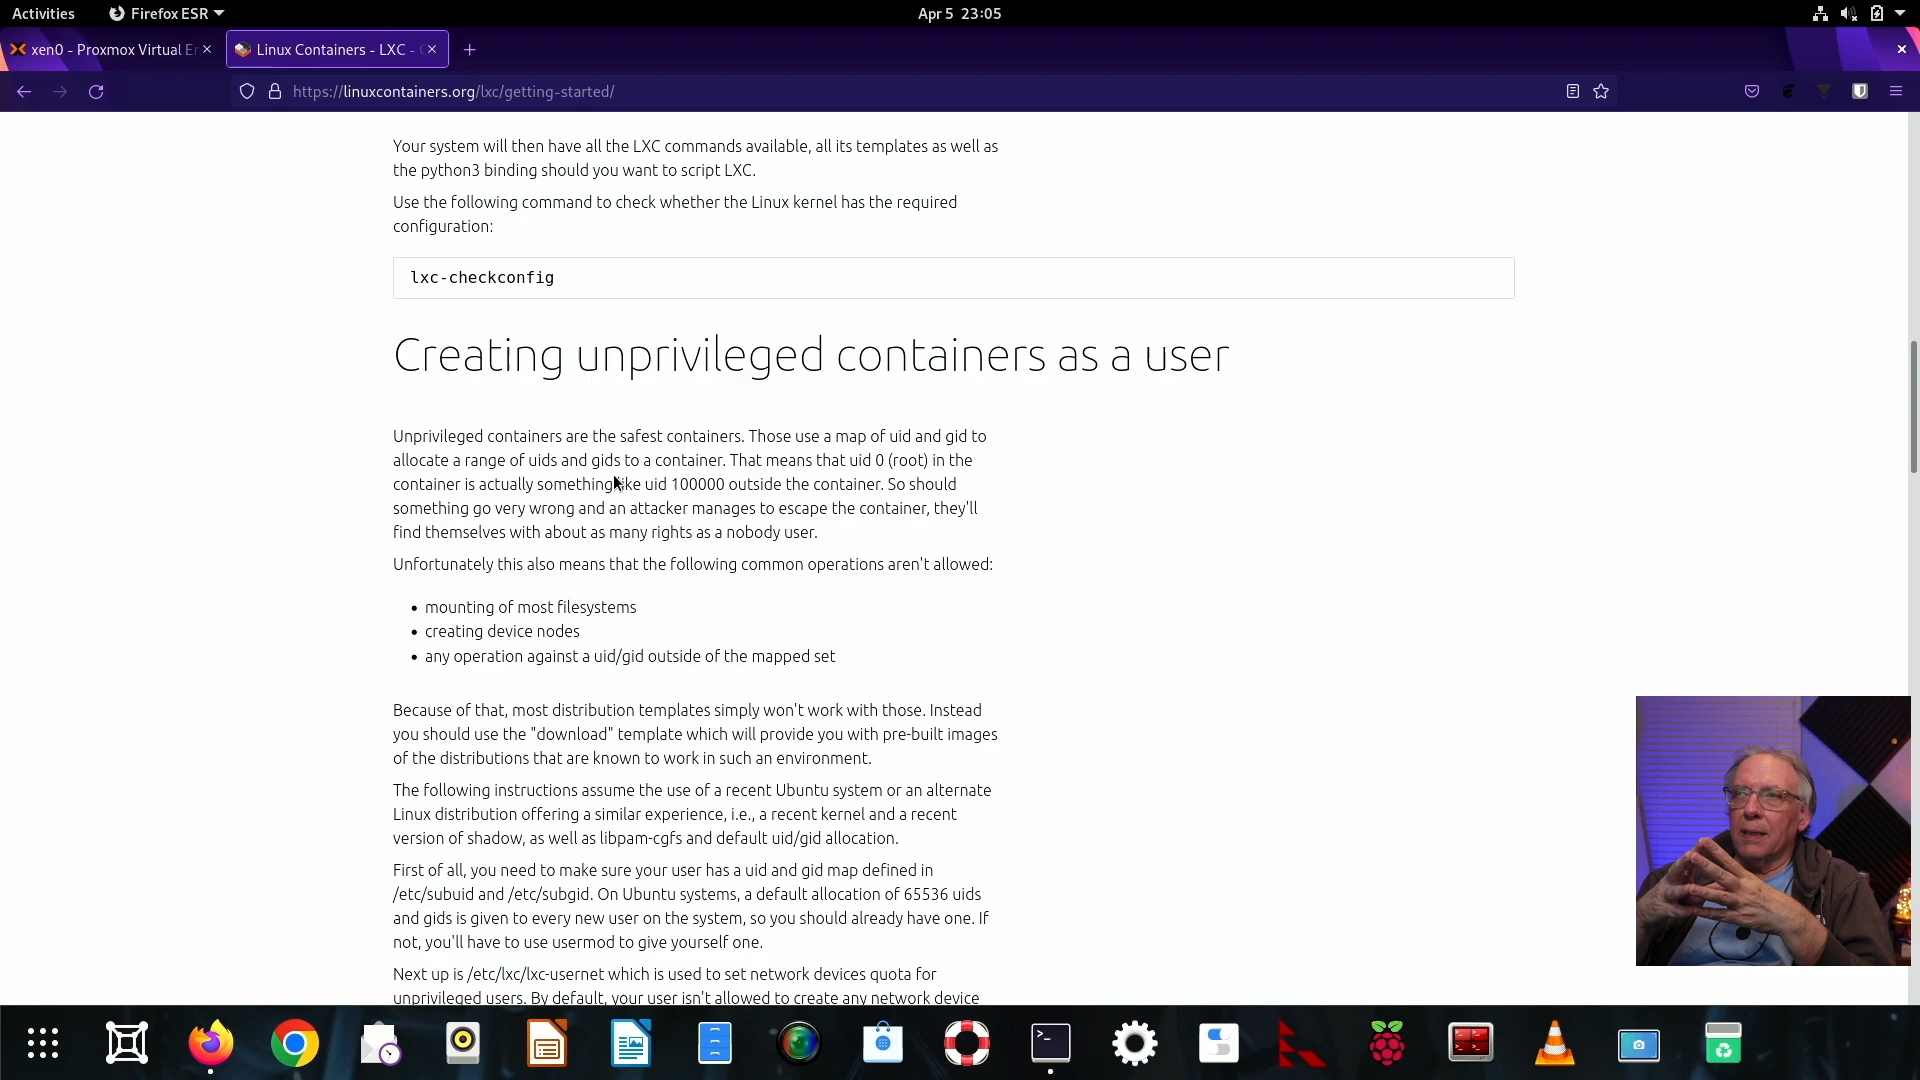 Activities
Firefox ESR
Apr 5 23:05
xen0 - Proxmox Virtual
Linux Containers - LXC -
https://linuxcontainers.org/lxc/getting-started/
Your system will then have all the LXC commands available, all its templates as well as
the python3 binding should you want to script LXC.
Use the following command to check whether the Linux kernel has the required
configuration:
lxc-checkconfig
Creating unprivileged containers as a user
Unprivileged containers are the safest containers. Those use a map of uid and gid to
allocate a range of uids and gids to a container. That means that uid 0 (root) in the
container is actually something like uid 100000 outside the container. So should
something go very wrong and an attacker manages to escape the container, they'll
find themselves with about as many rights as a nobody user.
Unfortunately this also means that the following common operations aren't allowed:
• mounting of most filesystems
• creating device nodes
• any operation against a uid/gid outside of the mapped set
Because of that, most distribution templates simply won't work with those. Instead
you should use the "download" template which will provide you with pre-built images
of the distributions that are known to work in such an environment.
The following instructions assume the use of a recent Ubuntu system or an alternate
Linux distribution offering a similar experience, i.e., a recent kernel and a recent
version of shadow, as well as libpam-cgfs and default uid/gid allocation.
First of all, you need to make sure your user has a uid and gid map defined in
/etc/subuid and /etc/subgid. On Ubuntu systems, a default allocation of 65536 uids
and gids is given to every new user on the system, so you should already have one. If
not, you'll have to use usermod to give yourself one.
Next up is /etc/lxc/lxc-usernet which is used to set network devices quota for
unprivileged users. By default, your user isn't allowed to create any network device